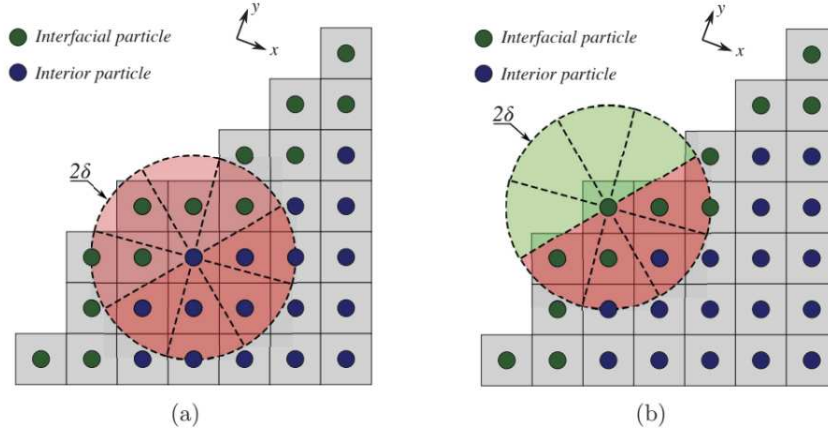 y
x
Interfacial particle
Interior particle
2δ
(a)
y
x
Interfacial particle
Interior particle
2δ
(b)